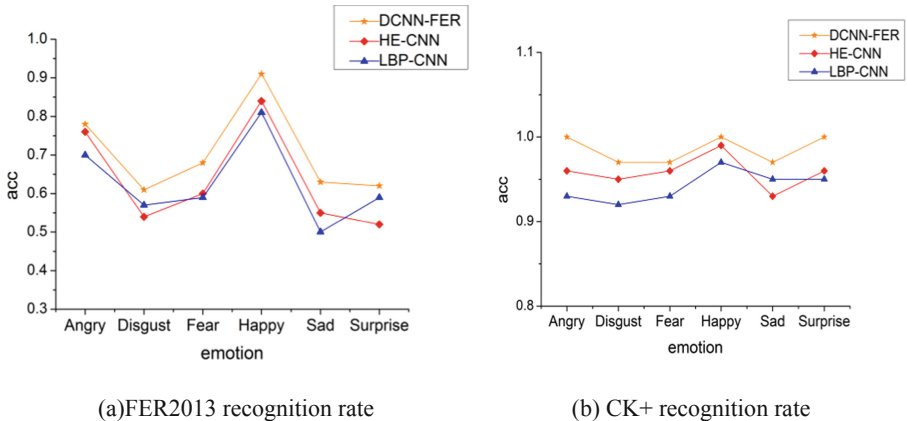 DCNN-FER
HE-CNN
LBP-CNN
1.0
0.9
0.8
0.7
0.6
0.5
0.4
0.3
acc
Angry Disgust Fear Happy Sad Surprise
emotion
(a)FER2013 recognition rate
DCNN-FER
HE-CNN
LBP-CNN
1.1
1.0
0.9
0.8
acc
Angry Disgust Fear Happy Sad Surprise
emotion
(b) CK+ recognition rate